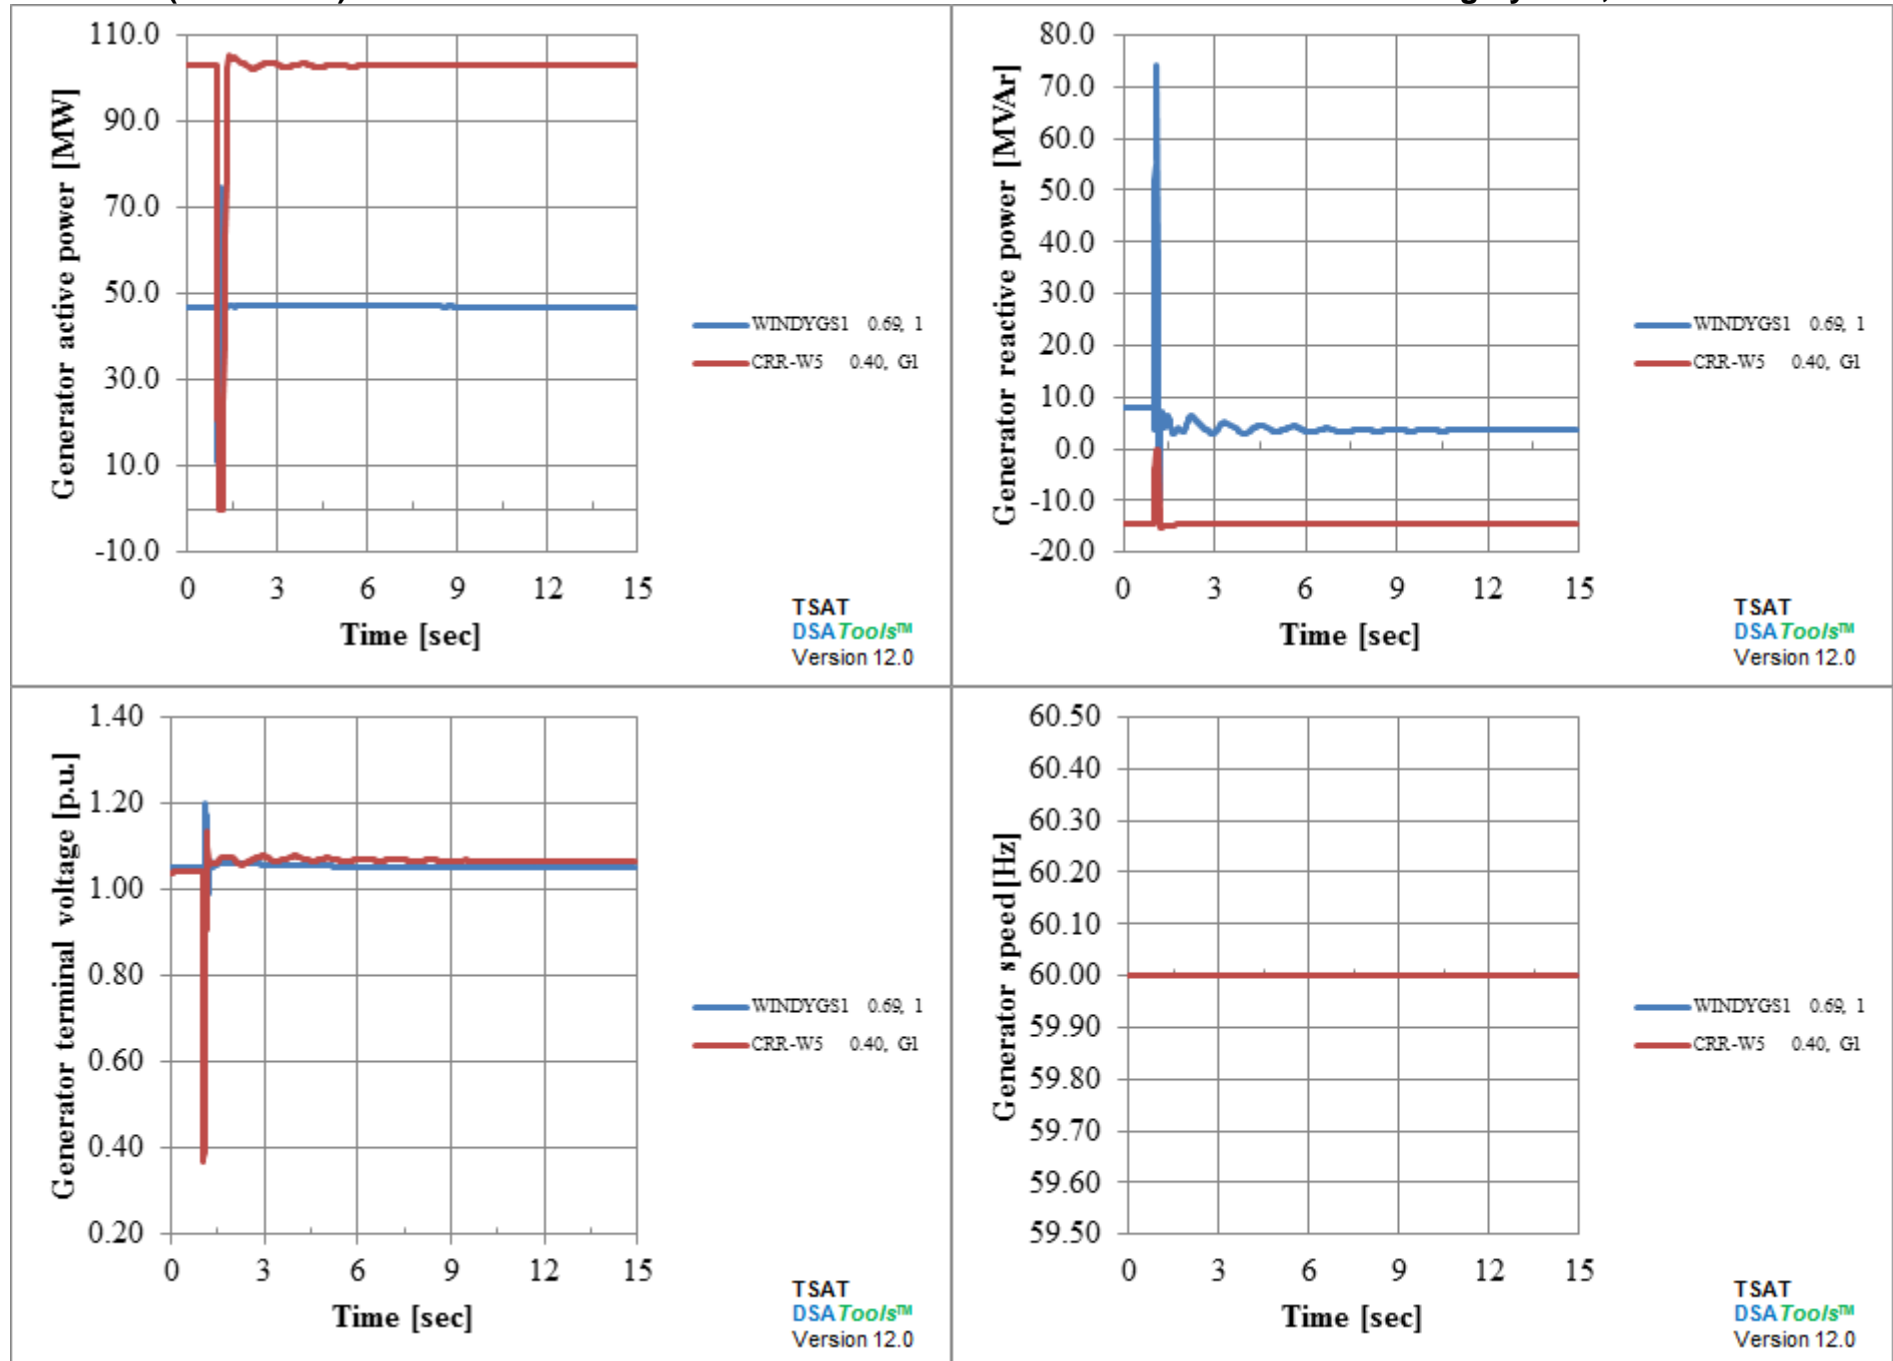 Generator active power [MW]
110.0
90.0
70.0
50.0
30.0
10.0
-10.0
0 3 6 9 12 15
Time [sec]
WINDYGS1 0.69, 1
CRR-W5 0.40, G1
TSAT
DSATools™
Version 12.0
Generator reactive power [MVAr]
80.0
70.0
60.0
50.0
40.0
30.0
20.0
10.0
0.0
-10.0
-20.0
0 3 6 9 12 15
Time [sec]
WINDYGS1 0.69, 1
CRR-W5 0.40, G1
TSAT
DSATools™
Version 12.0
Generator terminal voltage [p.u.]
1.40
1.20
1.00
0.80
0.60
0.40
0.20
0 3 6 9 12 15
Time [sec]
WINDYGS1 0.69, 1
CRR-W5 0.40, G1
TSAT
DSATools™
Version 12.0
Generator speed[Hz]
60.50
60.40
60.30
60.20
60.10
60.00
59.90
59.80
59.70
59.60
59.50
0 3 6 9 12 15
Time [sec]
WINDYGS1 0.69, 1
CRR-W5 0.40, G1
TSAT
DSATools™
Version 12.0